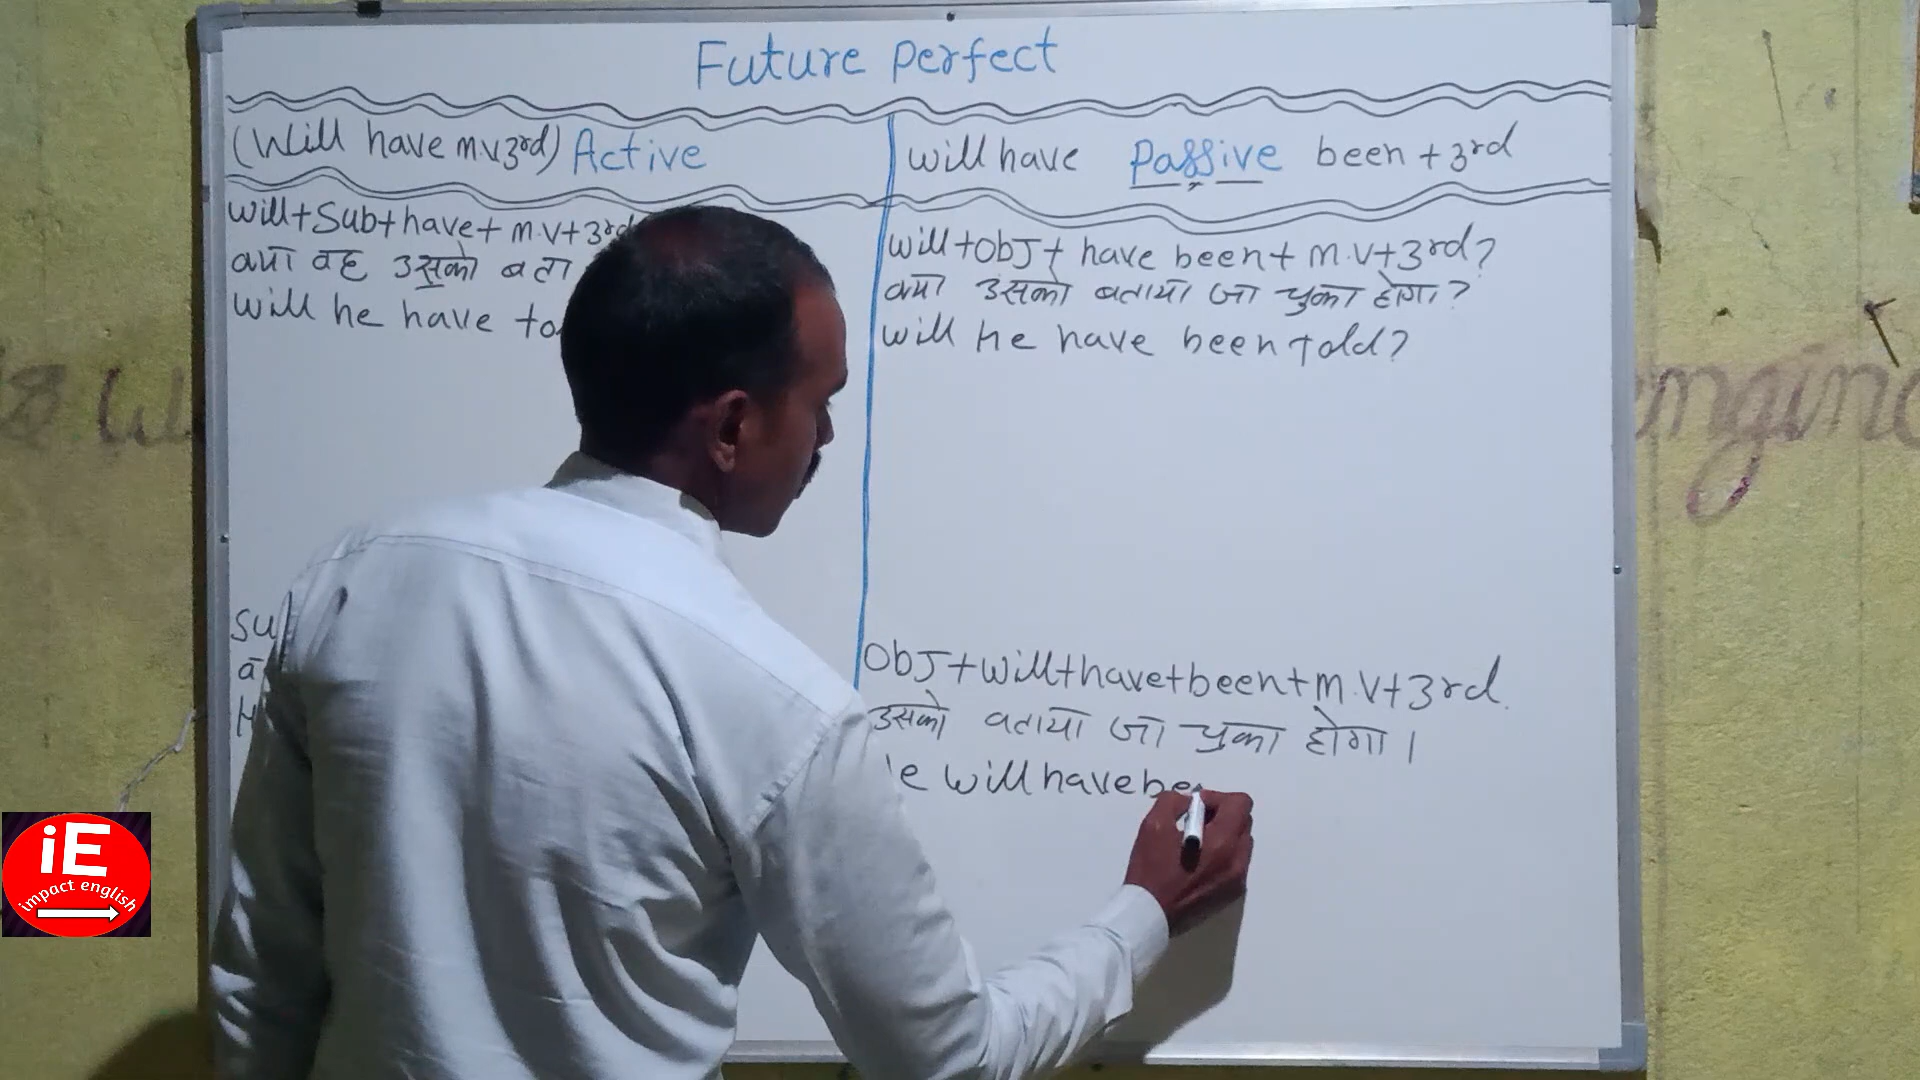 Future Perfect
(Will have m.v 3rd) Active
will have Passive been + 3rd
will + Sub + have + m.v + 3rd
क्या वह उसको बता
will he have to
will + Obj + have been + m.v + 3rd?
क्या उसको बताया जा चुका होगा?
will He have been told?
Su
H
Obj + will + have + been + m.v + 3rd.
उसको बताया जा चुका होगा।
e will have be
iE
impact english